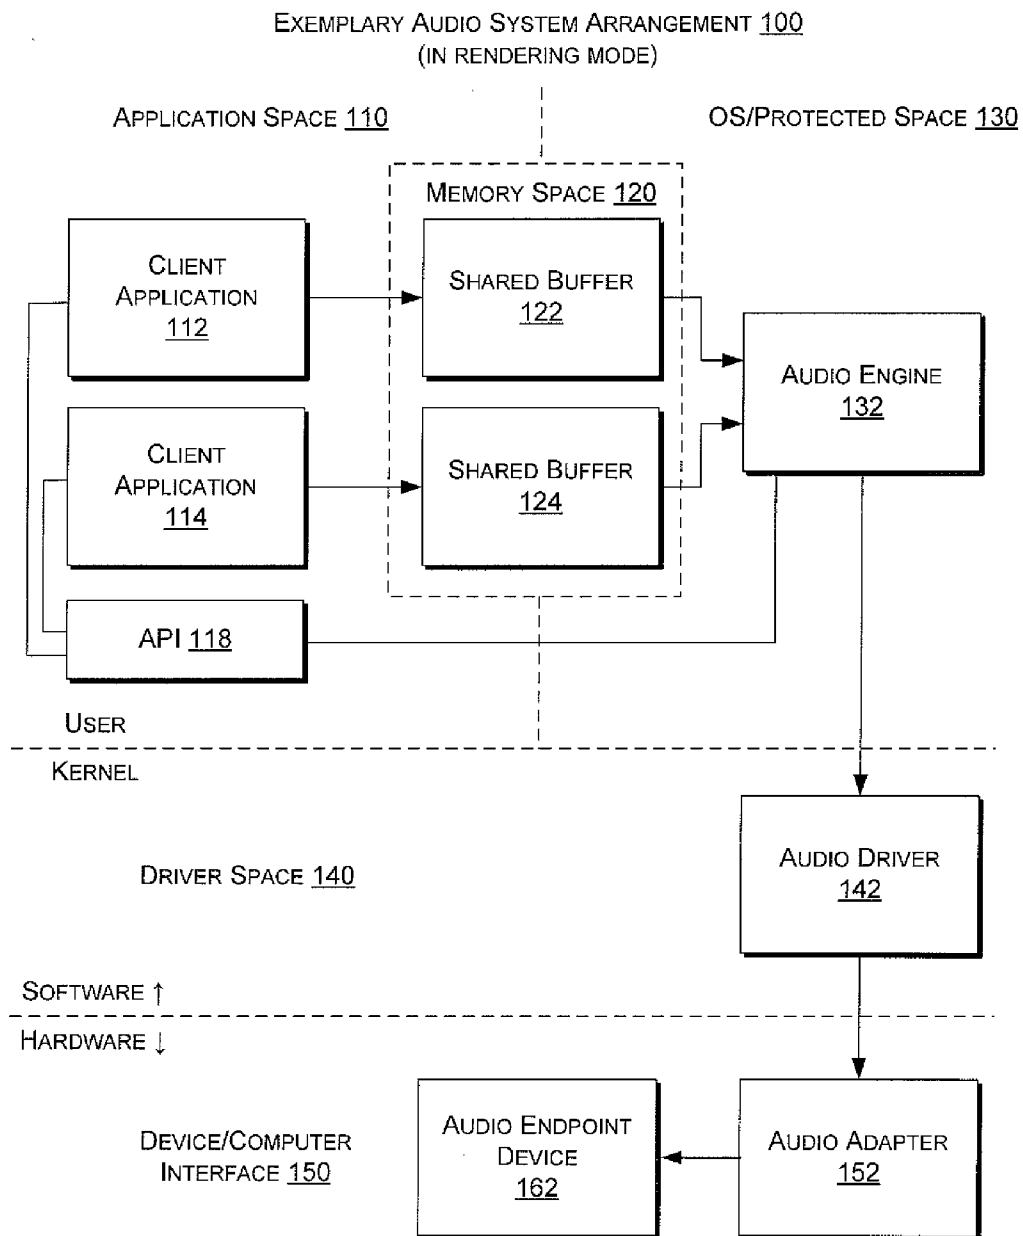 EXEMPLARY AUDIO SYSTEM ARRANGEMENT 100
(IN RENDERING MODE)
APPLICATION SPACE 110
OS/PROTECTED SPACE 130
MEMORY SPACE 120
CLIENT
APPLICATION
112
SHARED BUFFER
122
AUDIO ENGINE
132
CLIENT
APPLICATION
114
SHARED BUFFER
124
API 118
USER
KERNEL
DRIVER SPACE 140
AUDIO DRIVER
142
SOFTWARE ↑
HARDWARE ↓
DEVICE/COMPUTER
INTERFACE 150
AUDIO ENDPOINT
DEVICE
162
AUDIO ADAPTER
152